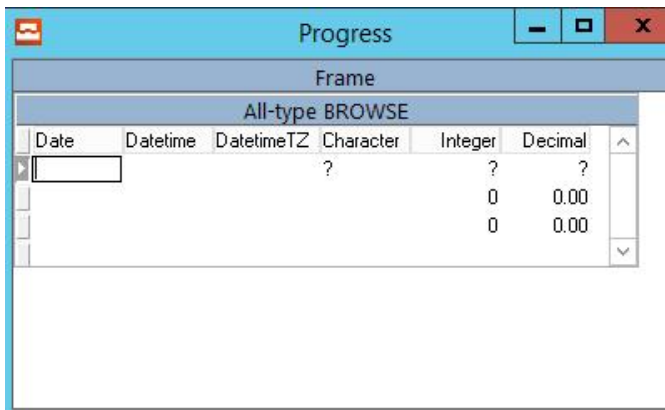 Progress
Frame
All-type BROWSE
Date Datetime DatetimeTZ Character Integer Decimal
? ? ?
0 0.00
0 0.00